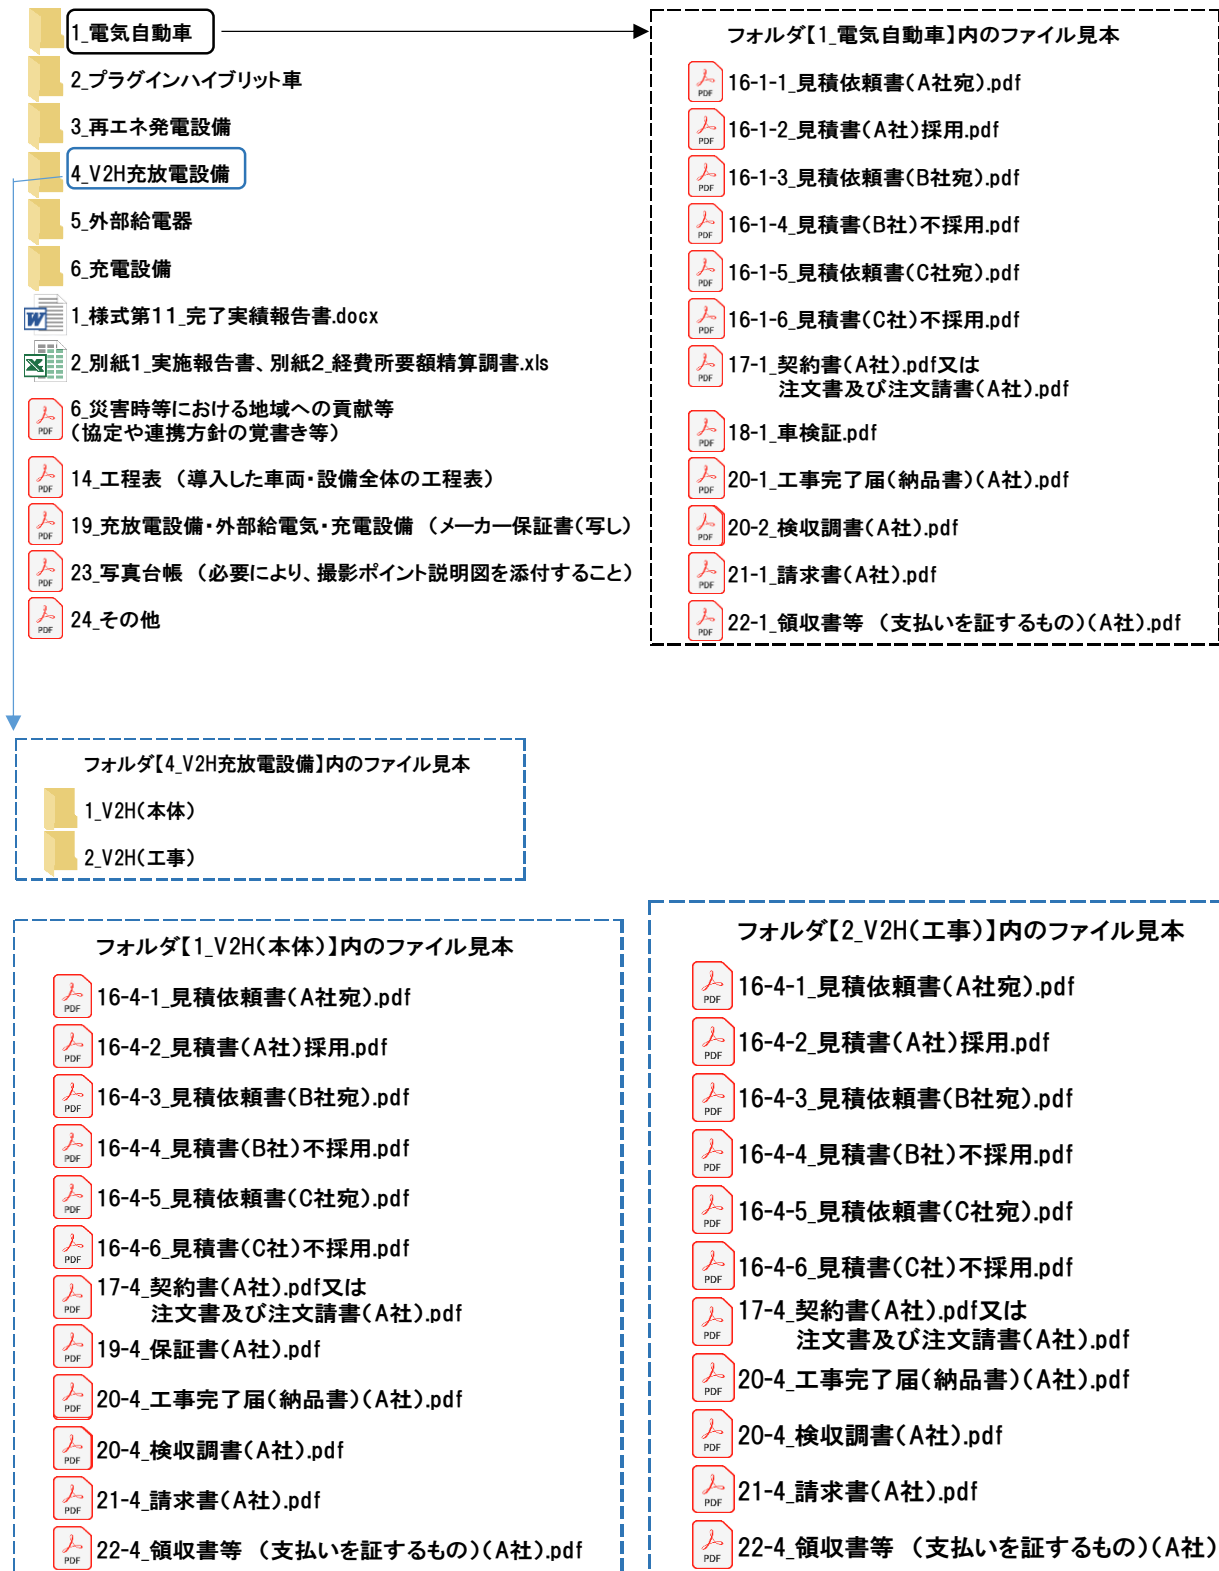 1_電気自動車
2_プラグインハイブリット車
3_再エネ発電設備
4_V2H充放電設備
5_外部給電器
6_充電設備
1_様式第11_完了実績報告書.docx
2_別紙1_実施報告書、別紙2_経費所要額精算調書.xls
6_災害時等における地域への貢献等
(協定や連携方針の覚書き等)
14_工程表 (導入した車両・設備全体の工程表)
19_充放電設備・外部給電気・充電設備 (メーカー保証書(写し)
23_写真台帳 (必要により、撮影ポイント説明図を添付すること)
24_その他
フォルダ【1_電気自動車】内のファイル見本
16-1-1_見積依頼書(A社宛).pdf
16-1-2_見積書(A社)採用.pdf
16-1-3_見積依頼書(B社宛).pdf
16-1-4_見積書(B社)不採用.pdf
16-1-5_見積依頼書(C社宛).pdf
16-1-6_見積書(C社)不採用.pdf
17-1_契約書(A社).pdf又は
注文書及び注文請書(A社).pdf
18-1_車検証.pdf
20-1_工事完了届(納品書)(A社).pdf
20-2_検収調書(A社).pdf
21-1_請求書(A社).pdf
22-1_領収書等 (支払いを証するもの)(A社).pdf
フォルダ【4_V2H充放電設備】内のファイル見本
1_V2H(本体)
2_V2H(工事)
フォルダ【1_V2H(本体)】内のファイル見本
16-4-1_見積依頼書(A社宛).pdf
16-4-2_見積書(A社)採用.pdf
16-4-3_見積依頼書(B社宛).pdf
16-4-4_見積書(B社)不採用.pdf
16-4-5_見積依頼書(C社宛).pdf
16-4-6_見積書(C社)不採用.pdf
17-4_契約書(A社).pdf又は
注文書及び注文請書(A社).pdf
19-4_保証書(A社).pdf
20-4_工事完了届(納品書)(A社).pdf
20-4_検収調書(A社).pdf
21-4_請求書(A社).pdf
22-4_領収書等 (支払いを証するもの)(A社).pdf
フォルダ【2_V2H(工事)】内のファイル見本
16-4-1_見積依頼書(A社宛).pdf
16-4-2_見積書(A社)採用.pdf
16-4-3_見積依頼書(B社宛).pdf
16-4-4_見積書(B社)不採用.pdf
16-4-5_見積依頼書(C社宛).pdf
16-4-6_見積書(C社)不採用.pdf
17-4_契約書(A社).pdf又は
注文書及び注文請書(A社).pdf
20-4_工事完了届(納品書)(A社).pdf
20-4_検収調書(A社).pdf
21-4_請求書(A社).pdf
22-4_領収書等 (支払いを証するもの)(A社)